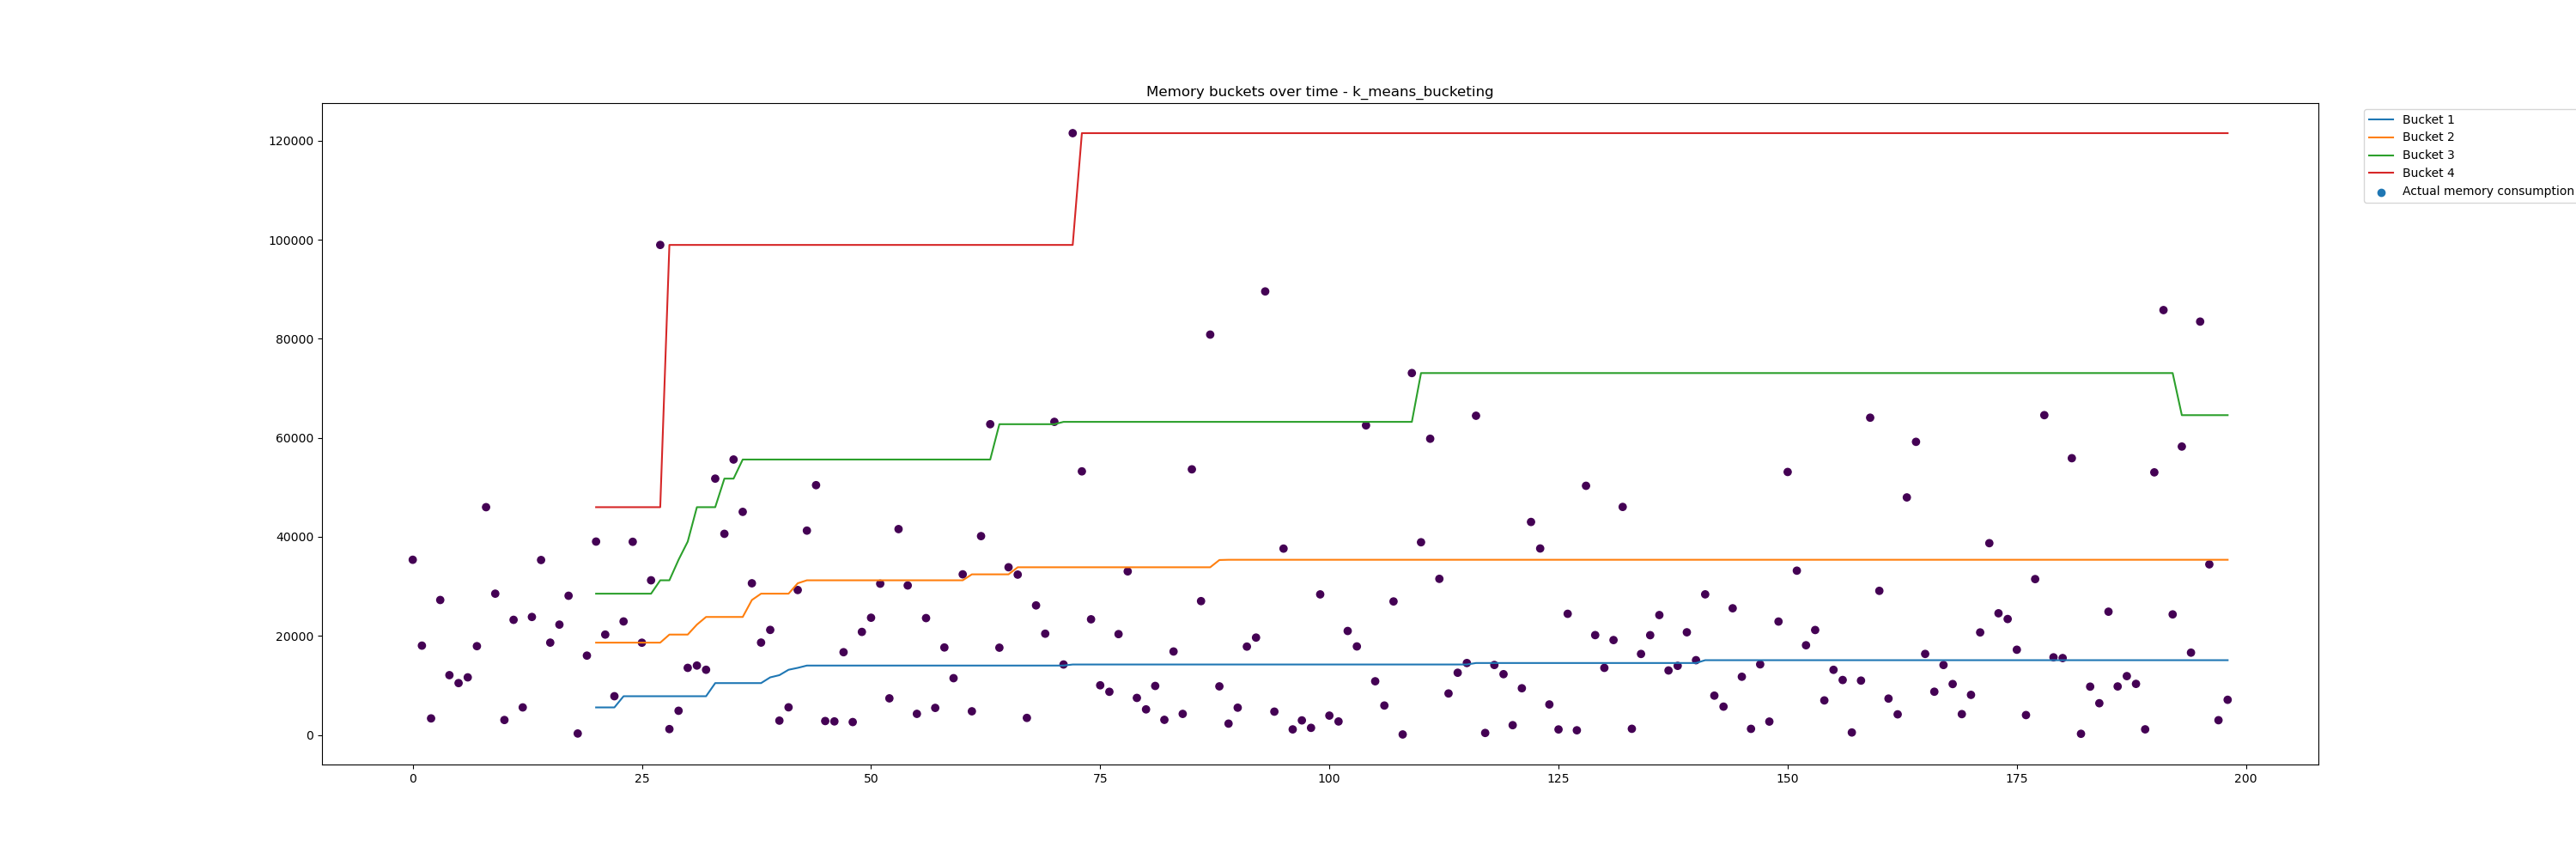 Memory buckets over time - k_means_bucketing
120000
100000
80000
60000
40000
20000
0
0 25 50 75 100 125 150 175 200
Bucket 1
Bucket 2
Bucket 3
Bucket 4
Actual memory consumption